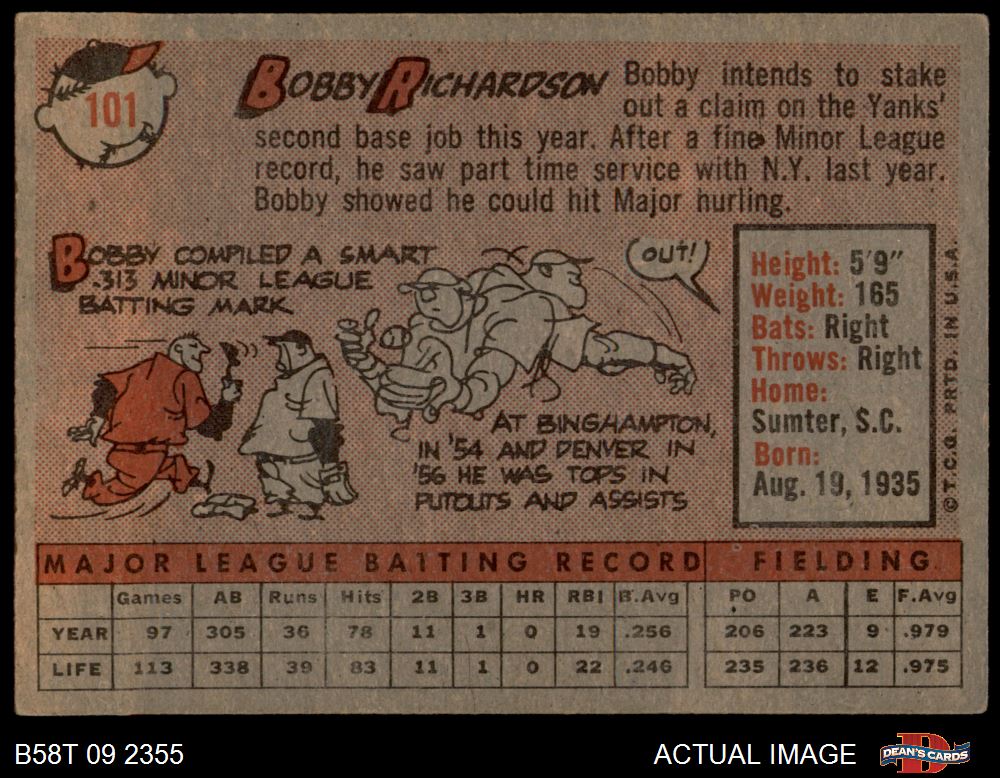 101
BOBBY RICHARDSON
Bobby intends to stake
out a claim on the Yanks'
second base job this year. After a fine Minor League
record, he saw part time service with N.Y. last year.
Bobby showed he could hit Major hurling.
BOBBY COMPILED A SMART
.313 MINOR LEAGUE
BATTING MARK
OUT!
AT BINGHAMPTON,
IN '54 AND DENVER IN
'56 HE WAS TOPS IN
PUTOUTS AND ASSISTS
Height: 5'9"
Weight: 165
Bats: Right
Throws: Right
Home:
Sumter, S.C.
Born:
Aug. 19, 1935
© T.C.G. PRTD. IN U.S.A.
MAJOR LEAGUE BATTING RECORD FIELDING
Games AB Runs Hits 2B 3B HR RBI B.Avg PO A E F.Avg
YEAR 97 305 36 78 11 1 0 19 .256 206 223 9 .979
LIFE 113 338 39 83 11 1 0 22 .246 235 236 12 .975
B58T 09 2355
ACTUAL IMAGE
DEAN'S CARDS